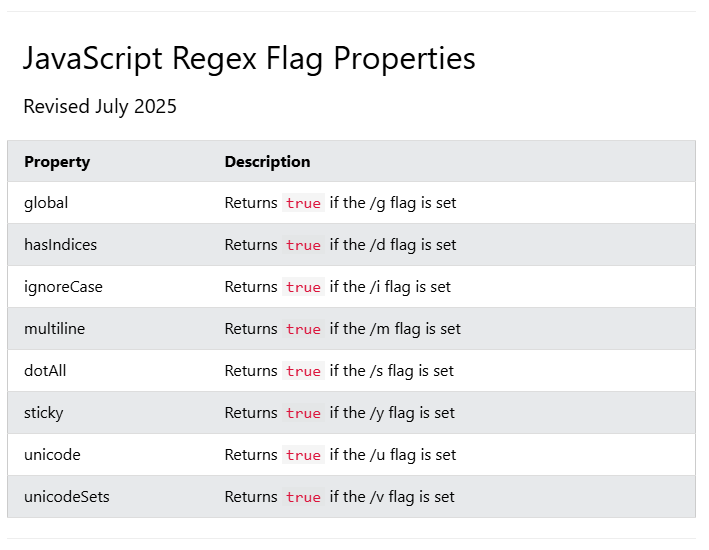 JavaScript Regex Flag Properties
Revised July 2025
Property Description
global Returns true if the /g flag is set
hasIndices Returns true if the /d flag is set
ignoreCase Returns true if the /i flag is set
multiline Returns true if the /m flag is set
dotAll Returns true if the /s flag is set
sticky Returns true if the /y flag is set
unicode Returns true if the /u flag is set
unicodeSets Returns true if the /v flag is set